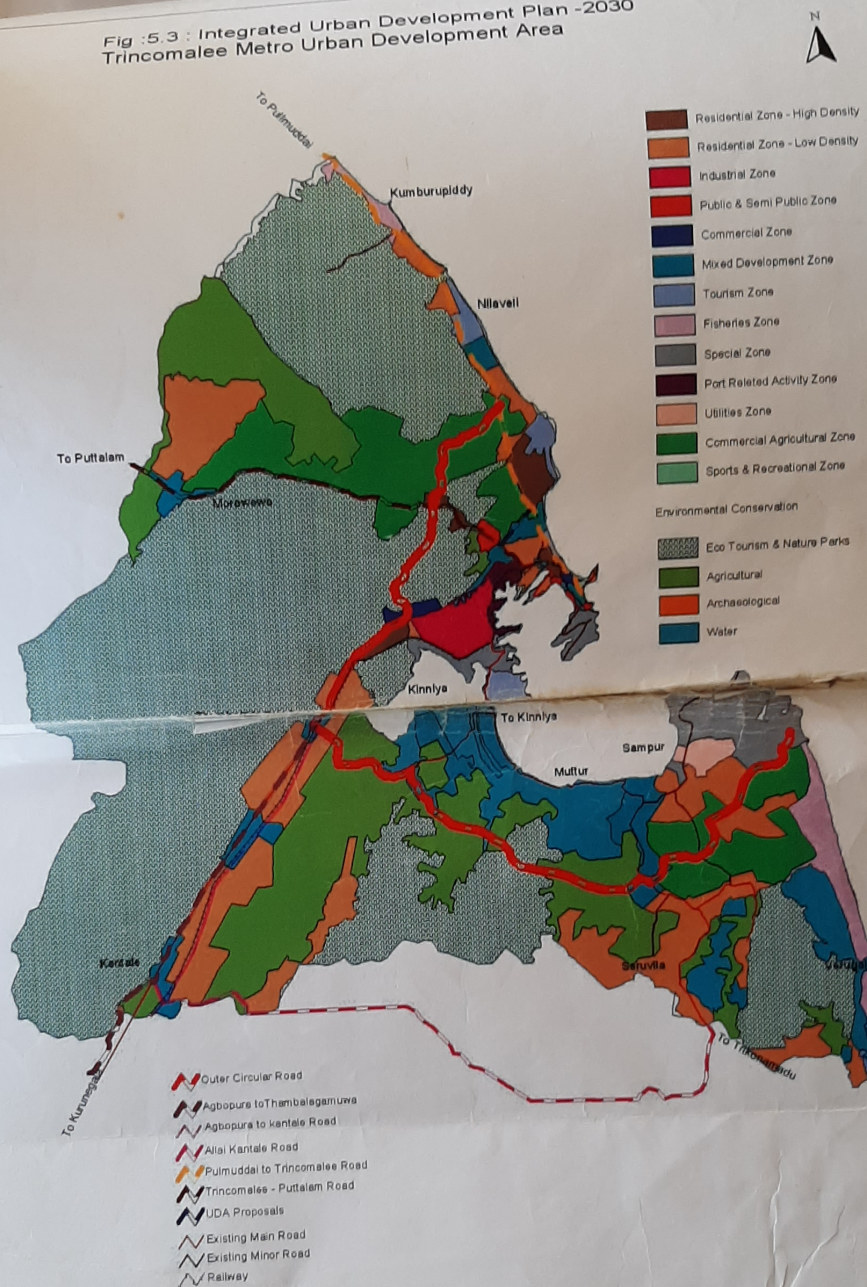 Fig :5.3 : Integrated Urban Development Plan -2030
Trincomalee Metro Urban Development Area
N
To Pulmuddai
Kumburupiddy
Nilaveli
To Puttalam
Morawewa
Kinniya
To Kinniya
Sampur
Muttur
Kantale
Seruvila
To Trikonamadu
To Kurunegala
Residential Zone - High Density
Residential Zone - Low Density
Industrial Zone
Public & Semi Public Zone
Commercial Zone
Mixed Development Zone
Tourism Zone
Fisheries Zone
Special Zone
Port Related Activity Zone
Utilities Zone
Commercial Agricultural Zone
Sports & Recreational Zone
Environmental Conservation
Eco Tourism & Nature Parks
Agricultural
Archaeological
Water
Outer Circular Road
Agbopura toThambalagamuwa
Agbopura to kantale Road
Allai Kantale Road
Pulmuddai to Trincomalee Road
Trincomalee - Puttalam Road
UDA Proposals
Existing Main Road
Existing Minor Road
Railway